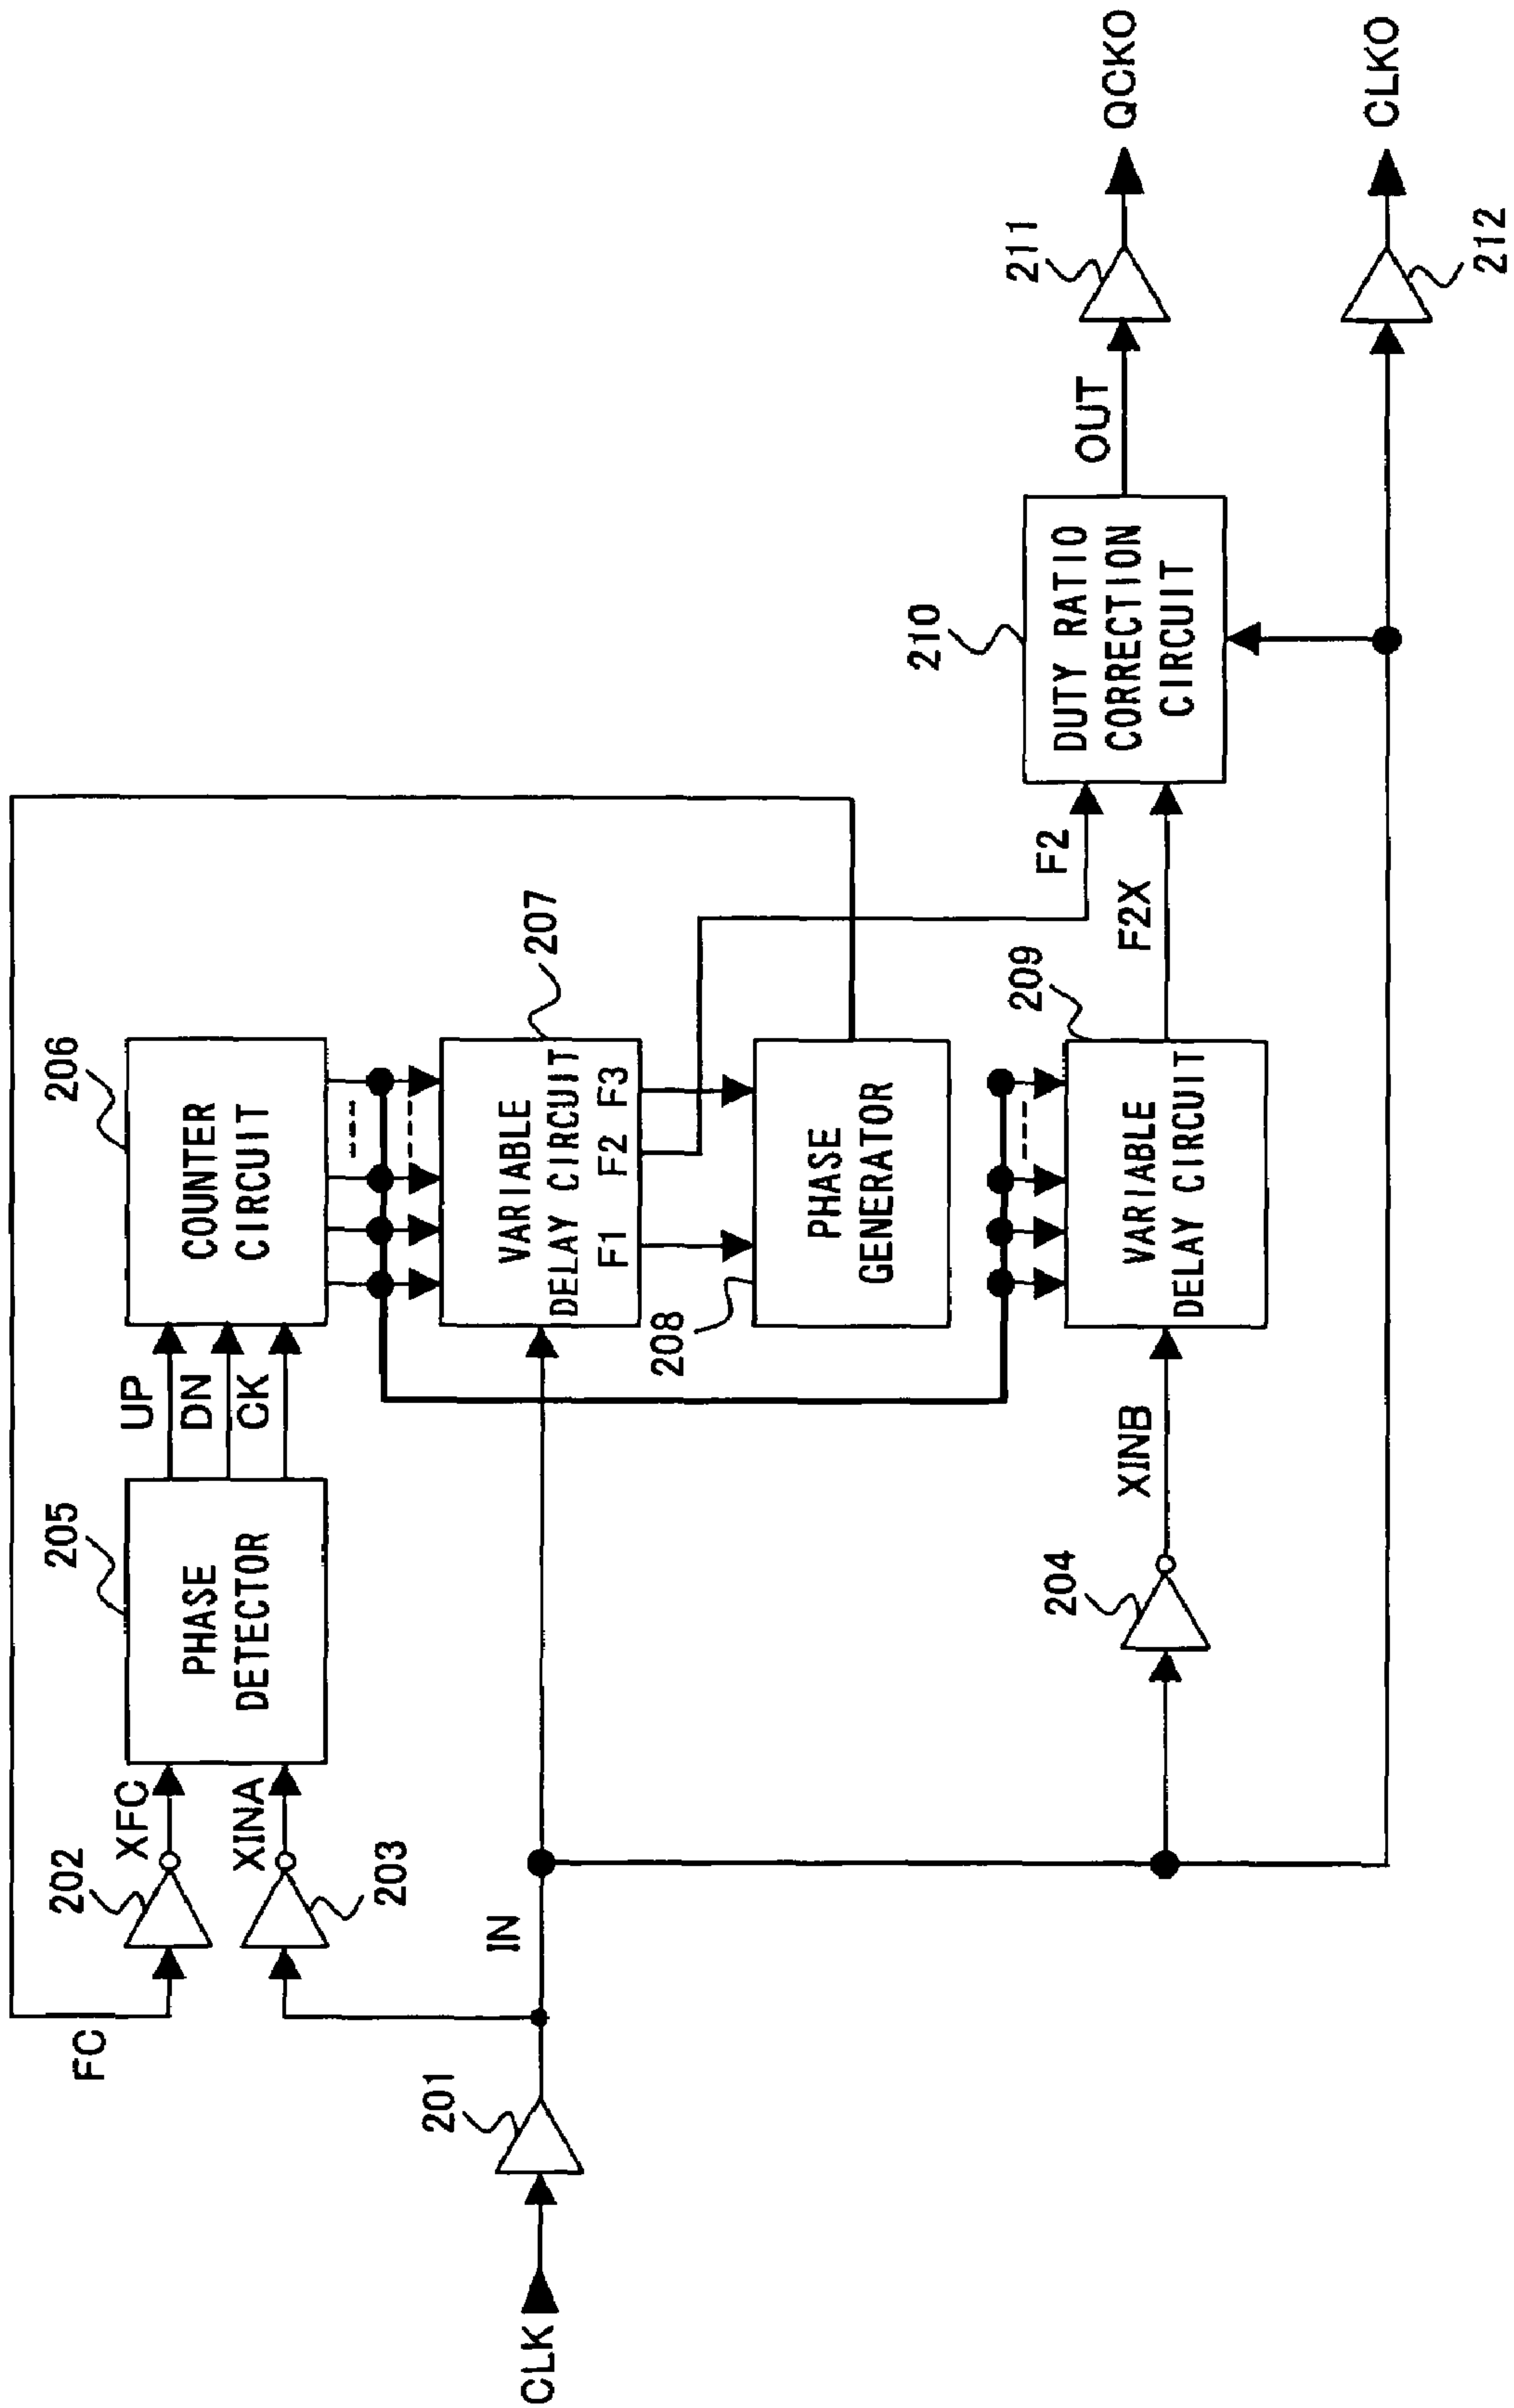 FC
202
XFC
XINA
203
205
PHASE
DETECTOR
UP
DN
CK
206
COUNTER
CIRCUIT
CLK
201
IN
207
VARIABLE
DELAY CIRCUIT
F1 F2 F3
208
PHASE
GENERATOR
204
XINB
209
VARIABLE
DELAY CIRCUIT
F2
F2X
210
DUTY RATIO
CORRECTION
CIRCUIT
OUT
211
QCKO
212
CLKO